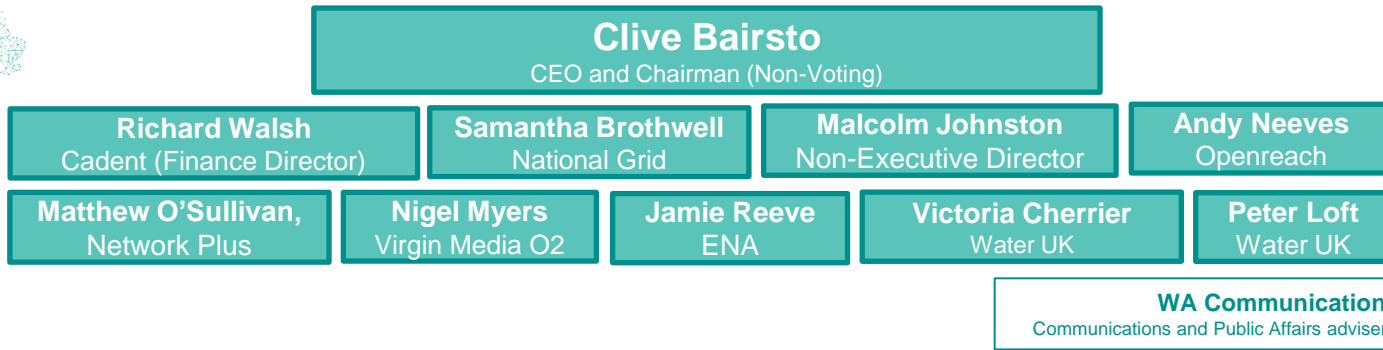 Clive Bairsto
CEO and Chairman (Non-Voting)
Richard Walsh
Cadent (Finance Director)
Samantha Brothwell
National Grid
Malcolm Johnston
Non-Executive Director
Andy Neeves
Openreach
Matthew O’Sullivan,
Network Plus
Nigel Myers
Virgin Media O2
Jamie Reeve
ENA
Victoria Cherrier
Water UK
Peter Loft
Water UK
WA Communication
Communications and Public Affairs adviser